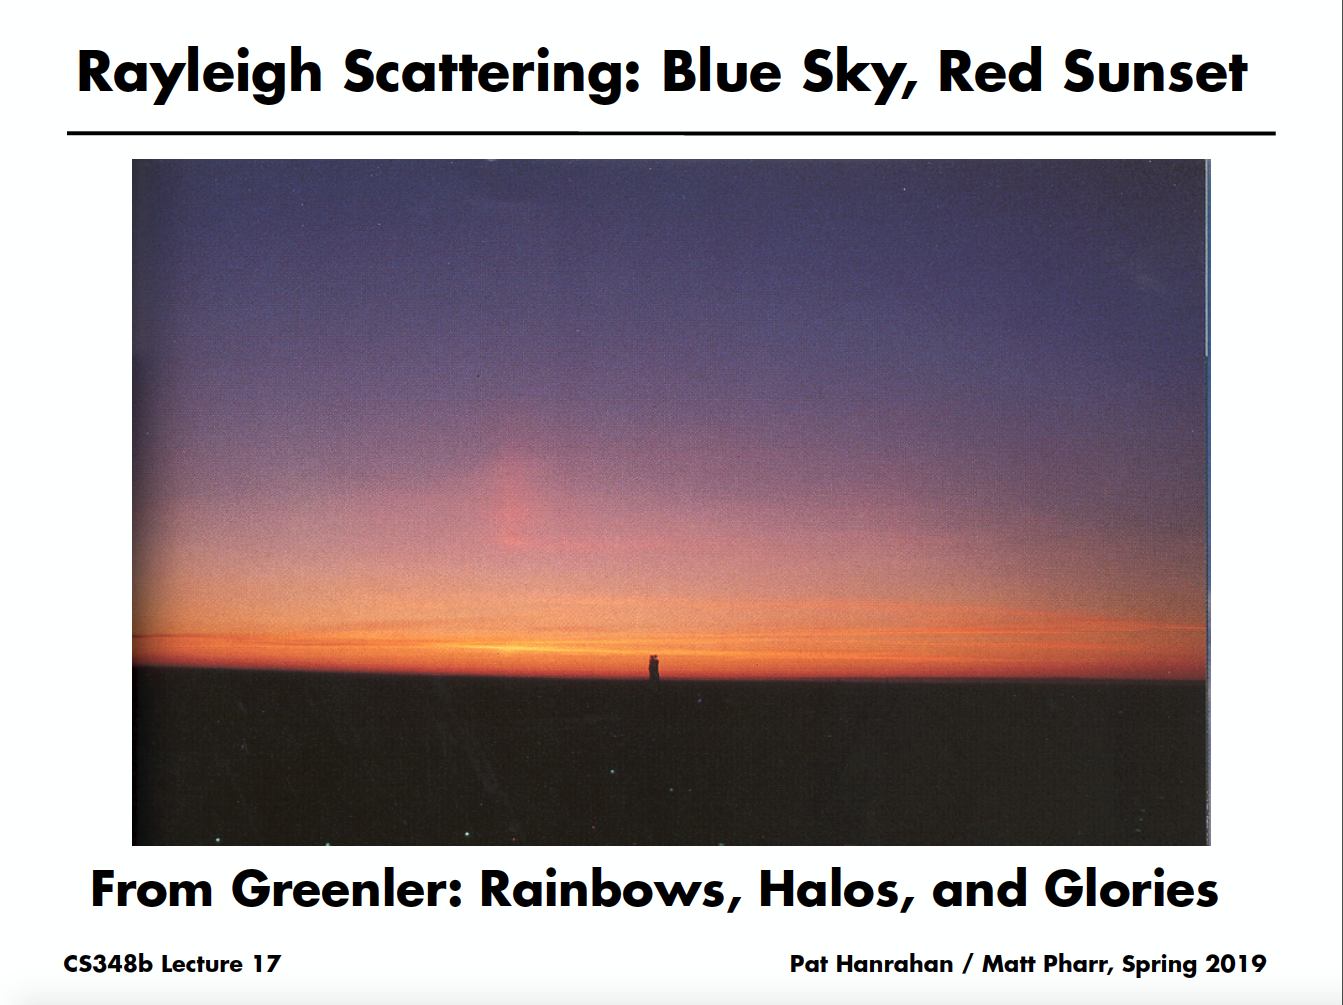 Rayleigh Scattering: Blue Sky, Red Sunset
From Greenler: Rainbows, Halos, and Glories
CS348b Lecture 17
Pat Hanrahan / Matt Pharr, Spring 2019